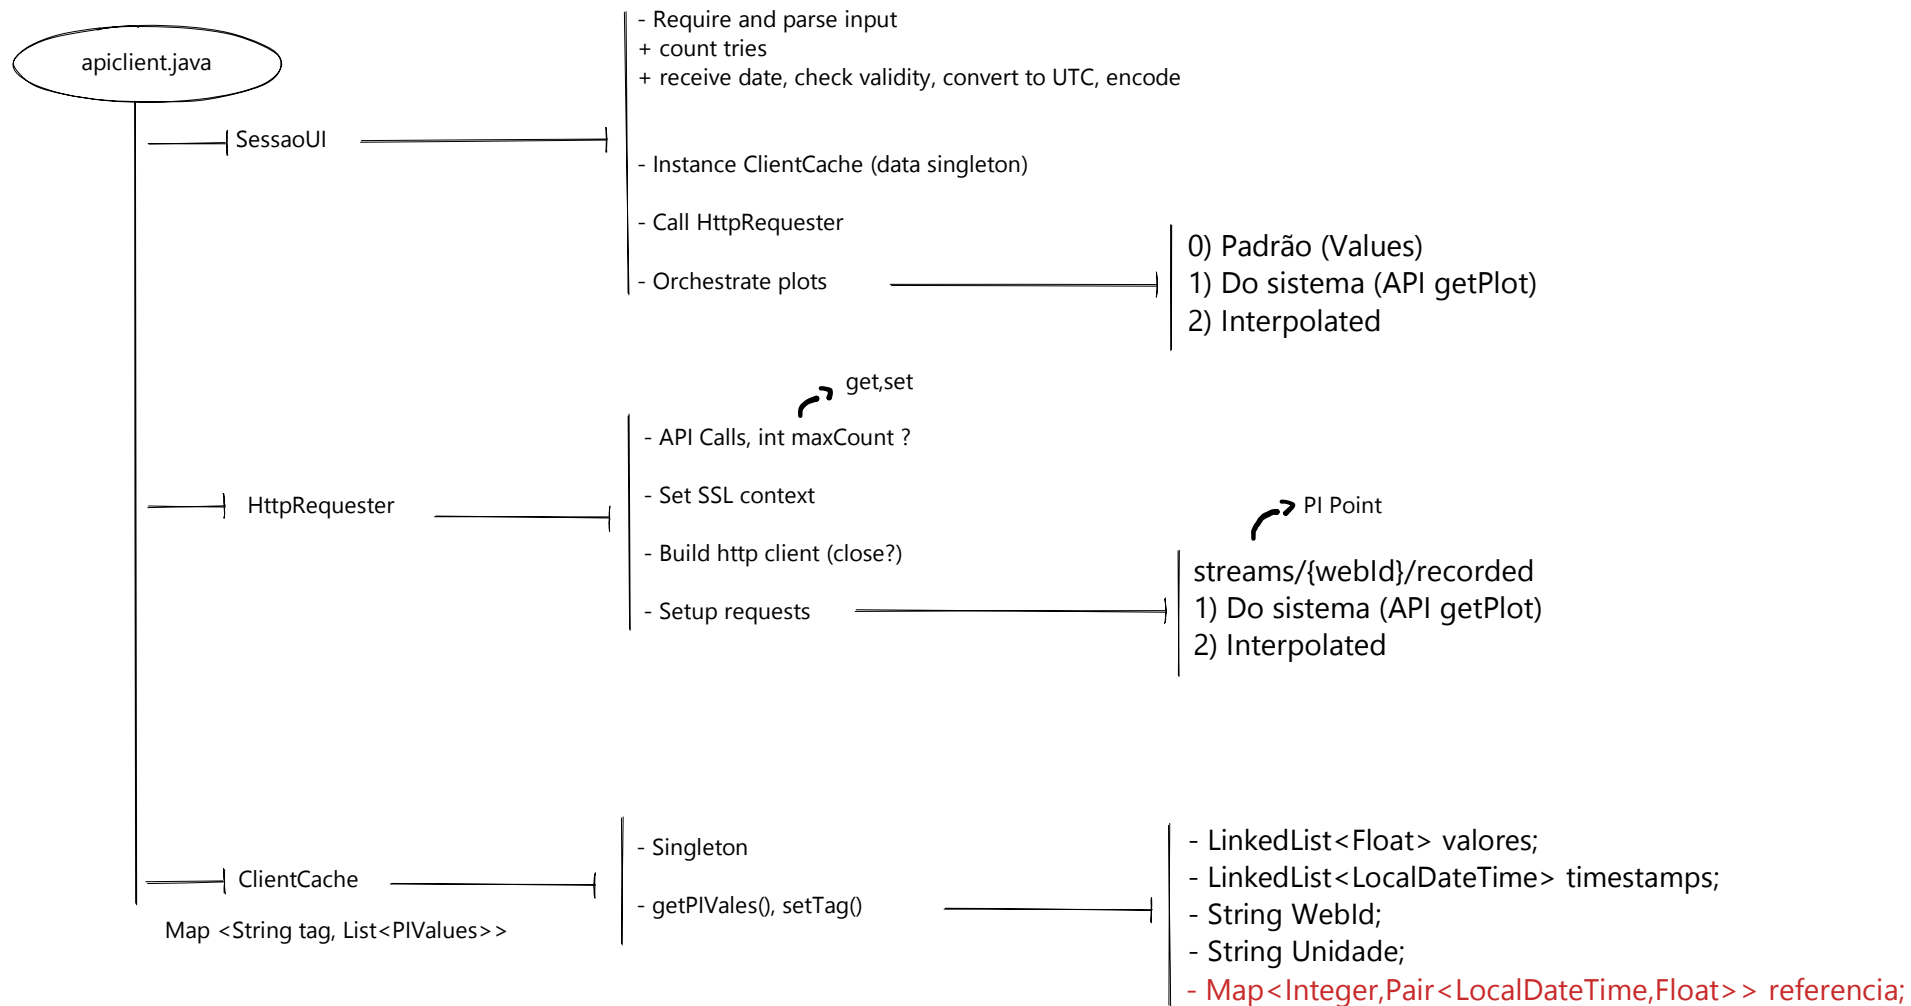 apiclient.java
SessaoUI
- Require and parse input
+ count tries
+ receive date, check validity, convert to UTC, encode
- Instance ClientCache (data singleton)
- Call HttpRequester
- Orchestrate plots
0) Padrão (Values)
1) Do sistema (API getPlot)
2) Interpolated
HttpRequester
get,set
- API Calls, int maxCount ?
- Set SSL context
- Build http client (close?)
- Setup requests
PI Point
streams/{webId}/recorded
1) Do sistema (API getPlot)
2) Interpolated
ClientCache
Map <String tag, List<PIValues>>
- Singleton
- getPIVales(), setTag()
- LinkedList<Float> valores;
- LinkedList<LocalDateTime> timestamps;
- String WebId;
- String Unidade;
- Map<Integer,Pair<LocalDateTime,Float>> referencia;